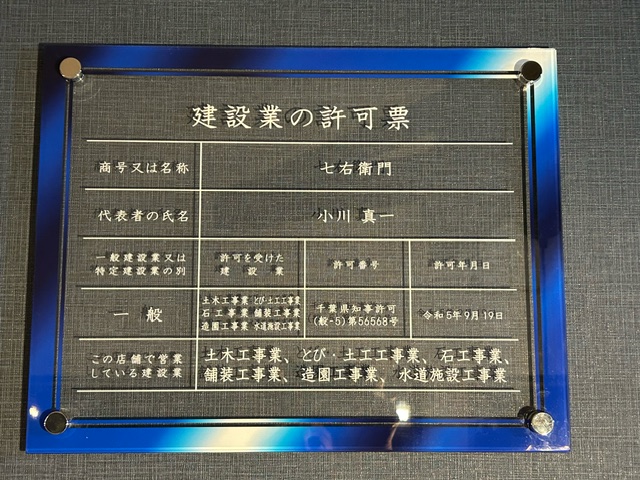 建設業の許可票
商号又は名称
七右衛門
代表者の氏名
小川 真一
一般建設業又は
特定建設業の別
許可を受けた
建設業
許可番号
許可年月日
一般
土木工事業 とび・土工工事業
石工事業 舗装工事業
造園工事業 水道施設工事業
千葉県知事許可
(般-5)第56568号
令和5年9月19日
この店舗で営業
している建設業
土木工事業、とび・土工工事業、石工事業、
舗装工事業、造園工事業、水道施設工事業